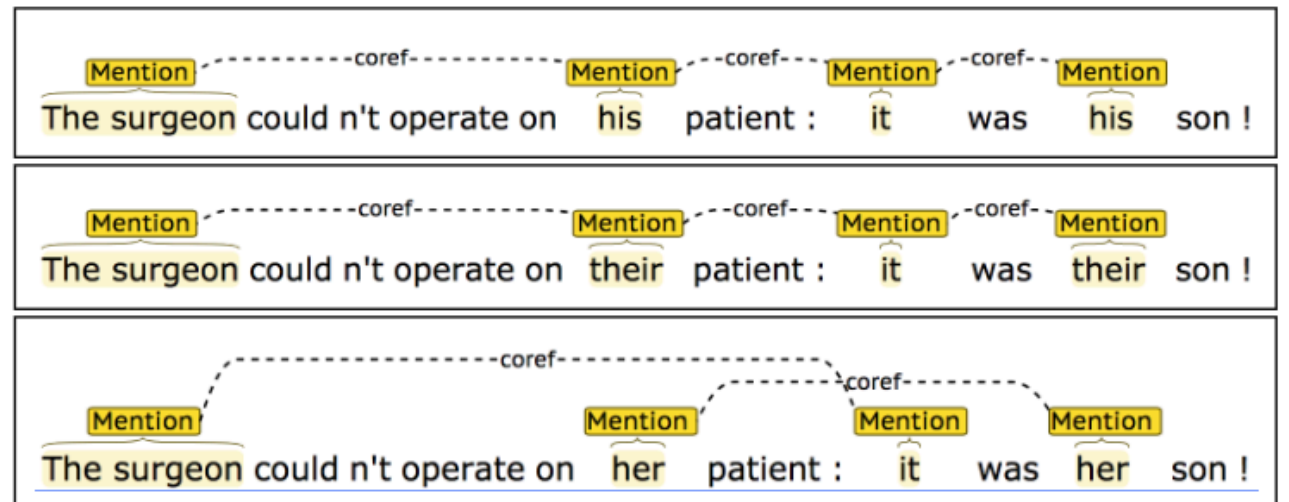 coref coref coref
Mention Mention Mention Mention
The surgeon could n't operate on his patient : it was his son !
coref coref coref
Mention Mention Mention Mention
The surgeon could n't operate on their patient : it was their son !
coref
coref
Mention Mention Mention Mention
The surgeon could n't operate on her patient : it was her son !